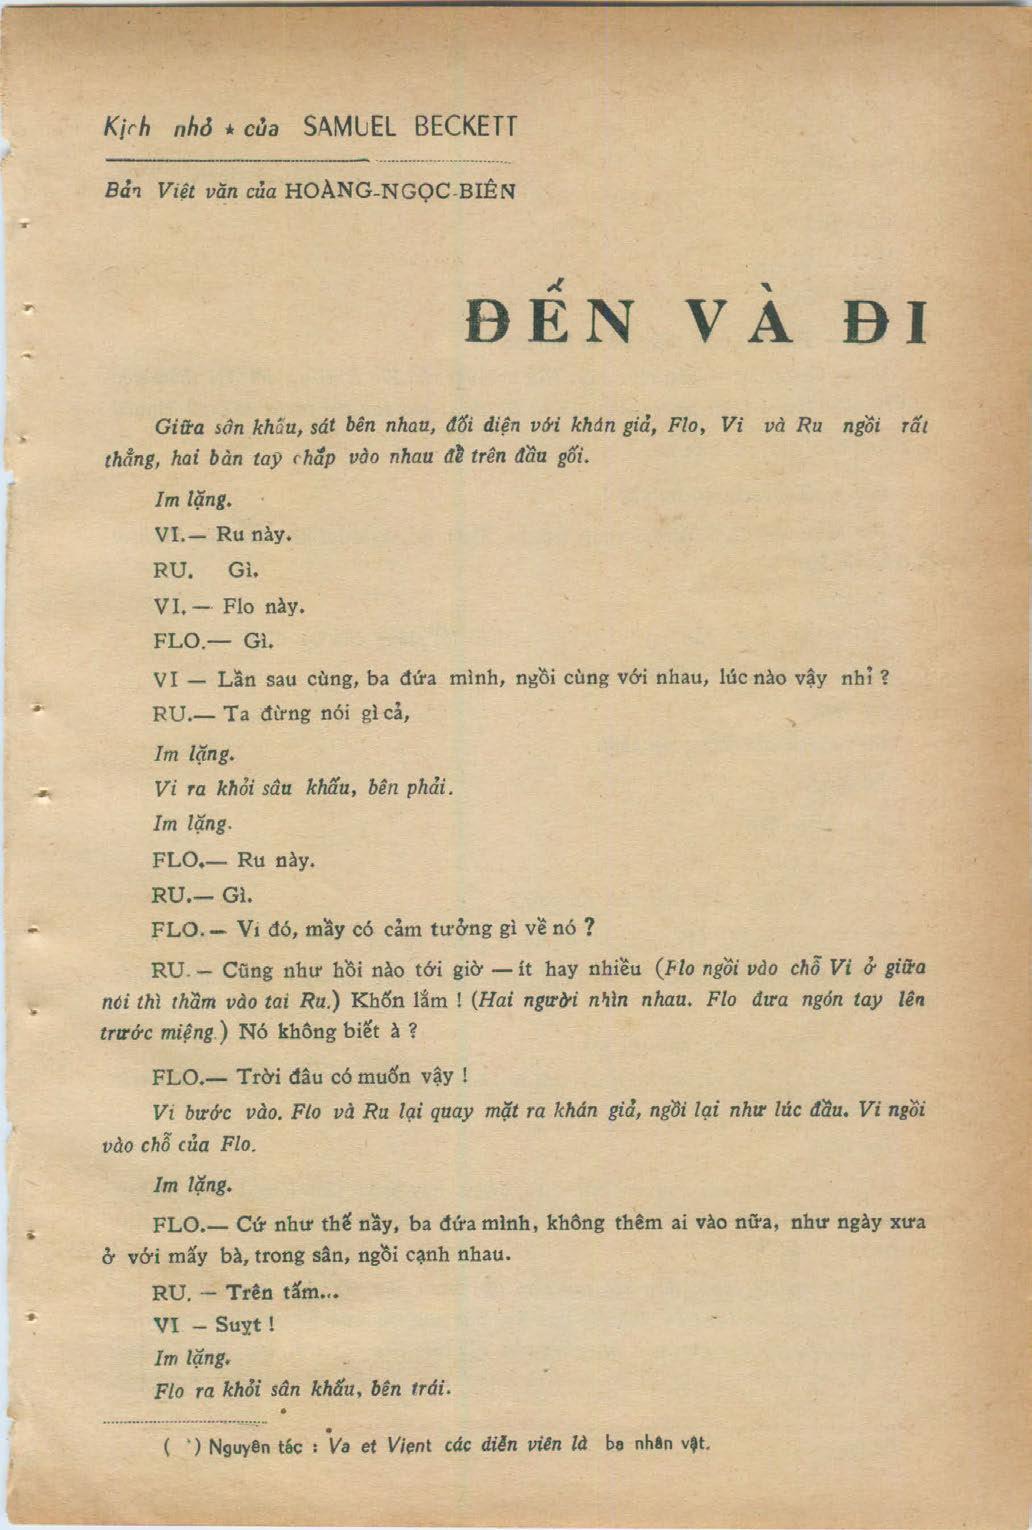 Kịch nhỏ ★ của SAMUEL BECKETT
Bản Việt văn của HOÀNG-NGỌC-BIÊN
ĐẾN VÀ ĐI
Giữa sân khấu, sát bên nhau, đối diện với khán giả, Flo, Vi và Ru ngồi rất
thẳng, hai bàn tay chắp vào nhau để trên đầu gối.
Im lặng.
VI.— Ru này.
RU. Gì.
VI.— Flo này.
FLO.— Gì.
VI — Lần sau cùng, ba đứa mình, ngồi cùng với nhau, lúc nào vậy nhỉ ?
RU.— Ta đừng nói gì cả,
Im lặng.
Vi ra khỏi sâu khấu, bên phải.
Im lặng.
FLO.— Ru này.
RU.— Gì.
FLO.— Vi đó, mầy có cảm tưởng gì về nó ?
RU.— Cũng như hồi nào tới giờ — ít hay nhiều (Flo ngồi vào chỗ Vi ở giữa
nói thì thầm vào tai Ru.) Khốn lắm ! (Hai người nhìn nhau. Flo đưa ngón tay lên
trước miệng.) Nó không biết à ?
FLO.— Trời đâu có muốn vậy !
Vi bước vào. Flo và Ru lại quay mặt ra khán giả, ngồi lại như lúc đầu. Vi ngồi
vào chỗ của Flo.
Im lặng.
FLO.— Cứ như thế nầy, ba đứa mình, không thêm ai vào nữa, như ngày xưa
ở với mấy bà, trong sân, ngồi cạnh nhau.
RU. — Trên tấm...
VI — Suyt !
Im lặng.
Flo ra khỏi sân khấu, bên trái.
( *) Nguyên tác : Va et Vient các diễn viên là ba nhân vật.